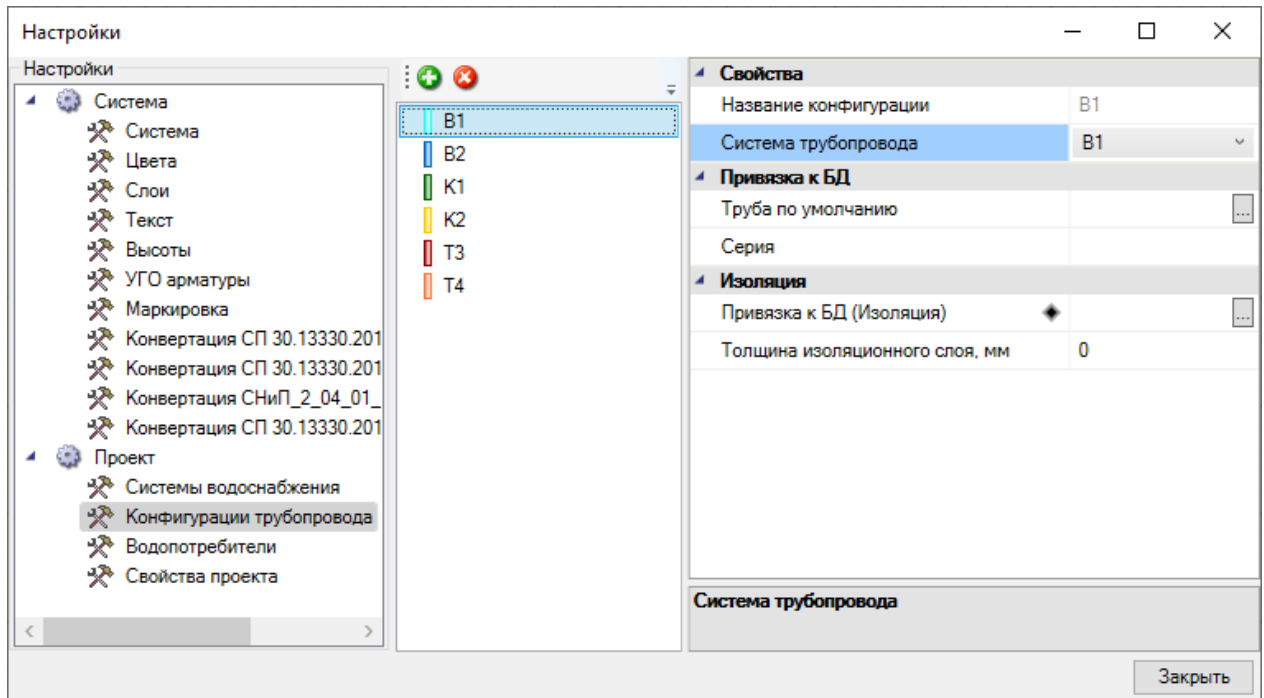 Настройки
Настройки
Система
Система
Цвета
Слои
Текст
Высоты
УГО арматуры
Маркировка
Конвертация СП 30.13330.201
Конвертация СП 30.13330.201
Конвертация СНиП_2_04_01_
Конвертация СП 30.13330.201
Проект
Системы водоснабжения
Конфигурации трубопровода
Водопотребители
Свойства проекта
В1
В2
К1
К2
Т3
Т4
Свойства
Название конфигурации В1
Система трубопровода В1
Привязка к БД
Труба по умолчанию ...
Серия
Изоляция
Привязка к БД (Изоляция) ...
Толщина изоляционного слоя, мм 0
Система трубопровода
Закрыть